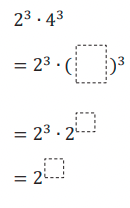 2³ · 4³
= 2³ · ( )³
= 2³ · 2
= 2